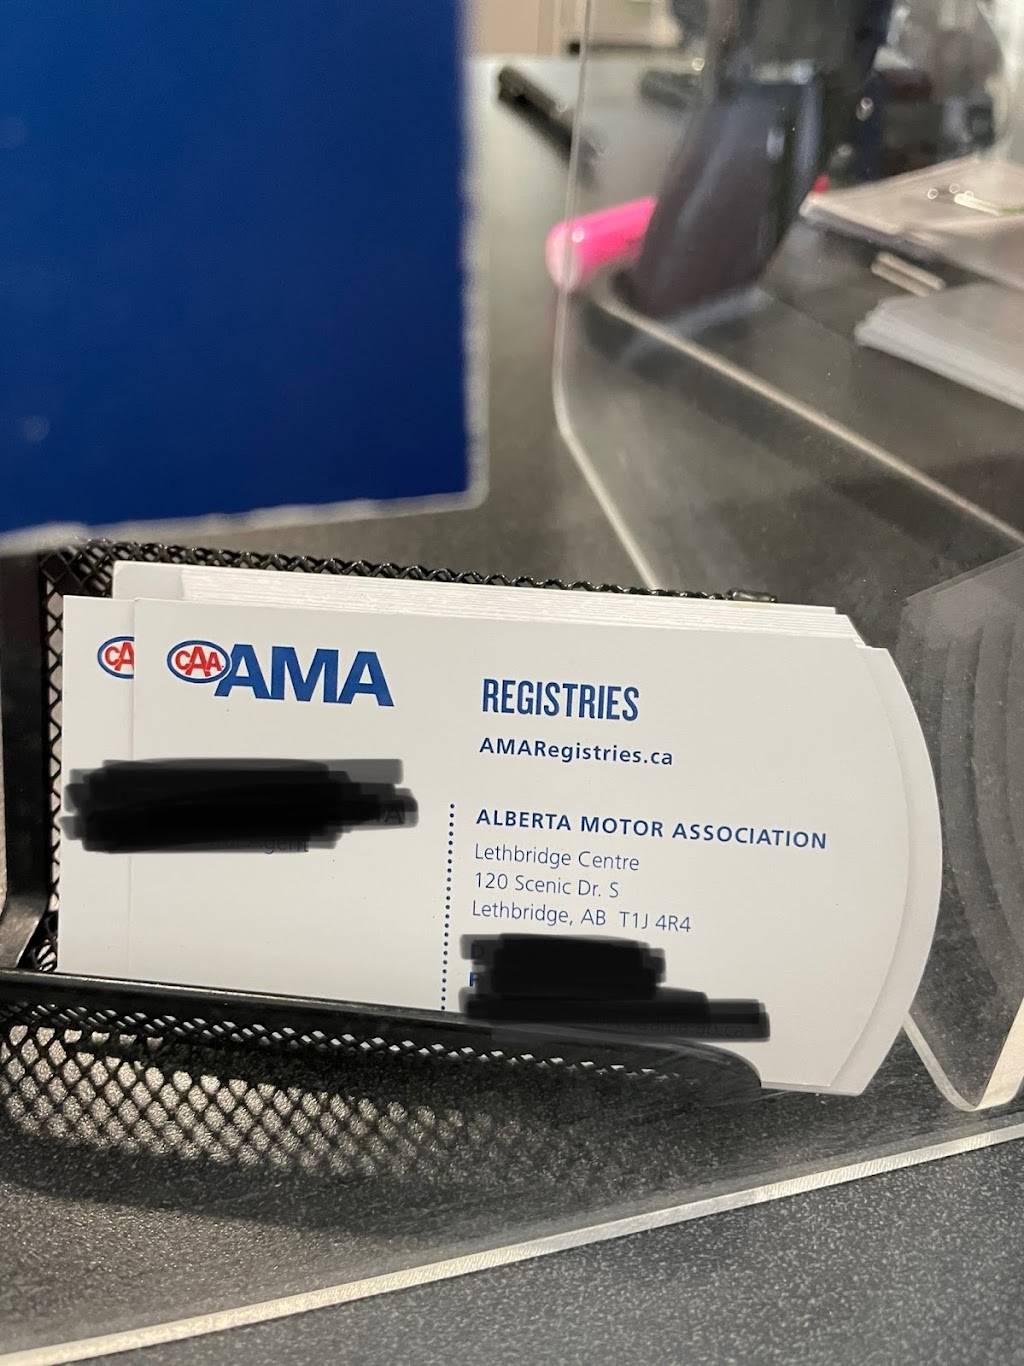 CAA AMA
REGISTRIES
AMARegistries.ca
ALBERTA MOTOR ASSOCIATION
Lethbridge Centre
120 Scenic Dr. S
Lethbridge, AB T1J 4R4